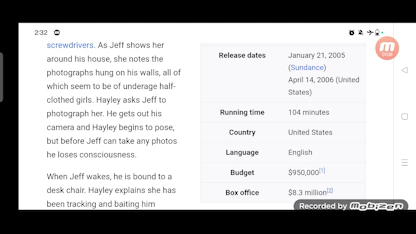 2:32
screwdrivers. As Jeff shows her
around his house, she notes the
photographs hung on his walls, all of
which seem to be of underage half-
clothed girls. Hayley asks Jeff to
photograph her. He gets out his
camera and Hayley begins to pose,
but before Jeff can take any photos
he loses consciousness.
When Jeff wakes, he is bound to a
desk chair. Hayley explains she has
been tracking and baiting him
Release dates January 21, 2005
(Sundance)
April 14, 2006 (United
States)
Running time 104 minutes
Country United States
Language English
Budget $950,000[1]
Box office $8.3 million[2]
Recorded by Mobizen